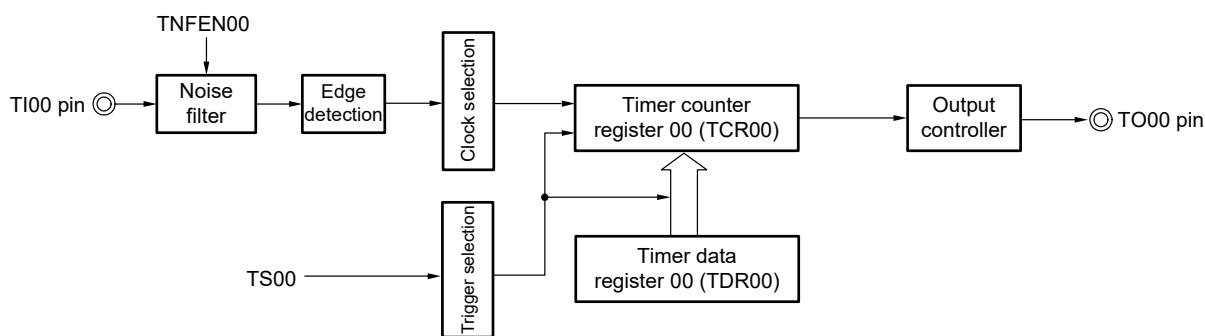 TNFEN00
TI00 pin
Noise
filter
Edge
detection
Clock selection
Timer counter
register 00 (TCR00)
Output
controller
TO00 pin
TS00
Trigger selection
Timer data
register 00 (TDR00)